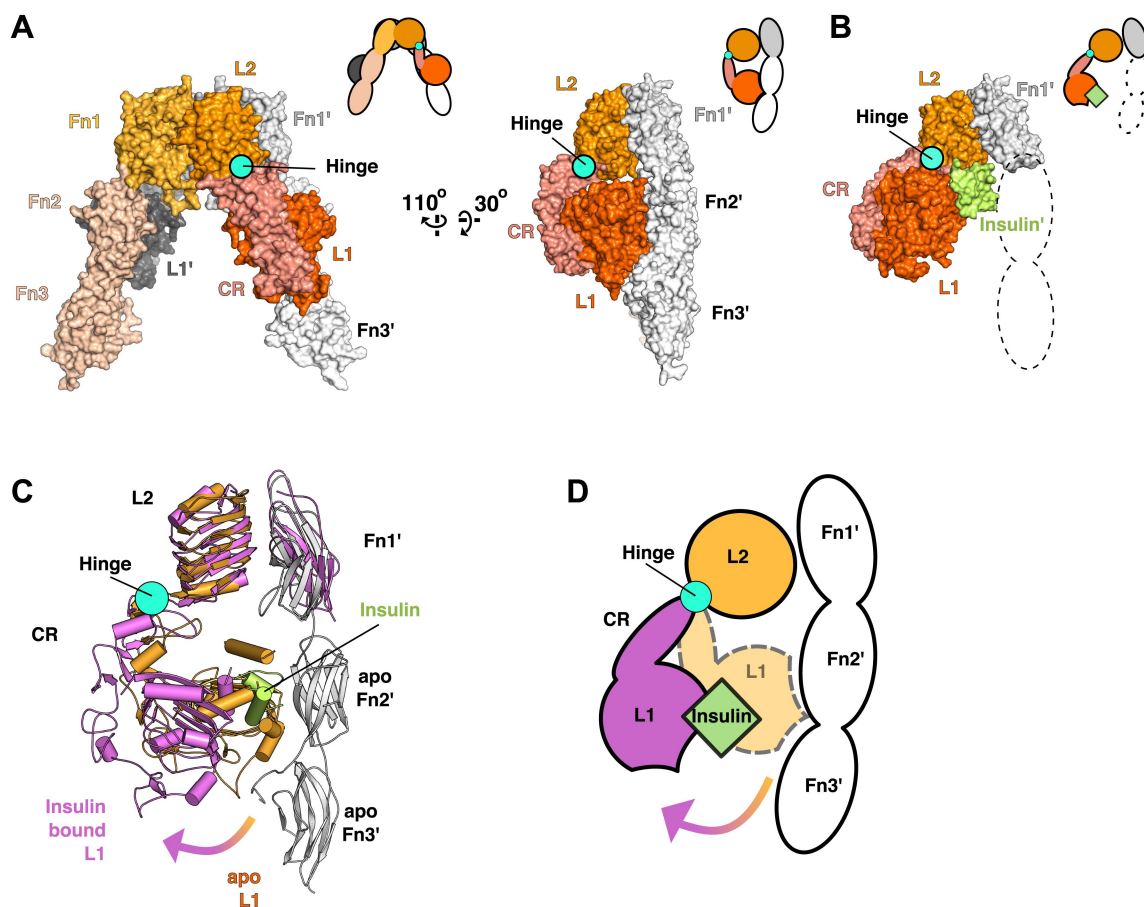 A
L2
Fn1
Fn1'
Hinge
Fn2
L1'
L1
CR
Fn3
Fn3'
110° 30°
L2
Fn1'
Hinge
Fn2'
CR
L1
Fn3'
B
L2
Fn1'
Hinge
CR
Insulin'
L1
C
L2
Fn1'
Hinge
Insulin
CR
apo
Fn2'
apo
Fn3'
Insulin
bound
L1
apo
L1
D
Fn1'
Hinge
L2
CR
Fn2'
L1
L1
Insulin
Fn3'